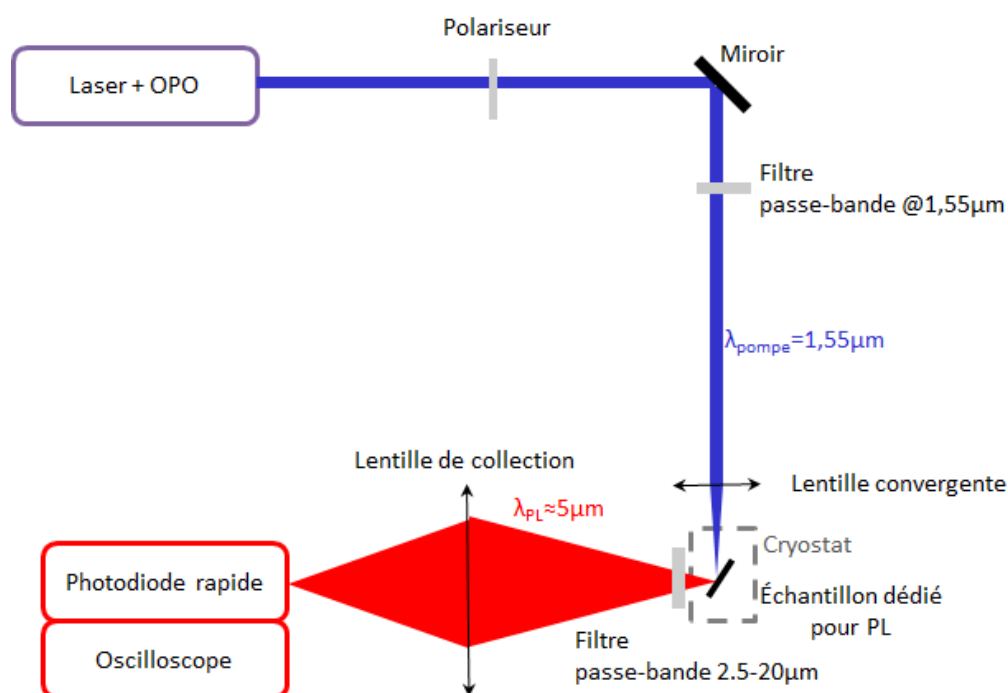 Polariseur
Miroir
Laser + OPO
Filtre
passe-bande @1,55µm
λpompe=1,55µm
Lentille de collection
λPL≈5µm
Lentille convergente
Cryostat
Photodiode rapide
Échantillon dédié
pour PL
Oscilloscope
Filtre
passe-bande 2.5-20µm